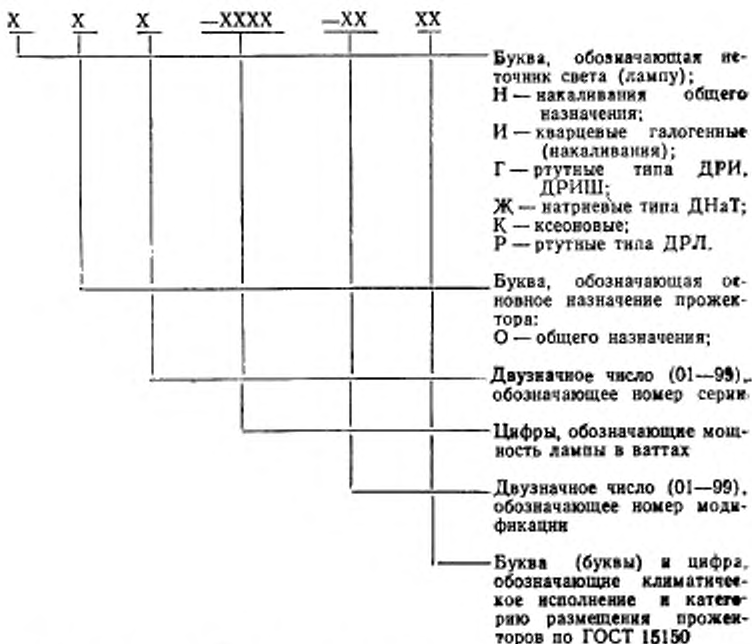 X X X —XXXX —XX XX
Буква, обозначающая ис-
точник света (лампу);
Н — накаливания общего
назначения;
И — кварцевые галогенные
(накаливания);
Г — ртутные типа ДРИ,
ДРИШ;
Ж — натриевые типа ДНаТ;
К — ксеоновые;
Р — ртутные типа ДРЛ.
Буква, обозначающая ос-
новное назначение прожек-
тора:
О — общего назначения;
Двузначное число (01—99),
обозначающее номер серии
Цифры, обозначающие мощ-
ность лампы в ваттах
Двузначное число (01—99),
обозначающее номер моди-
фикации
Буква (буквы) и цифра,
обозначающие климатичес-
кое исполнение и катего-
рию размещения прожек-
торов по ГОСТ 15150